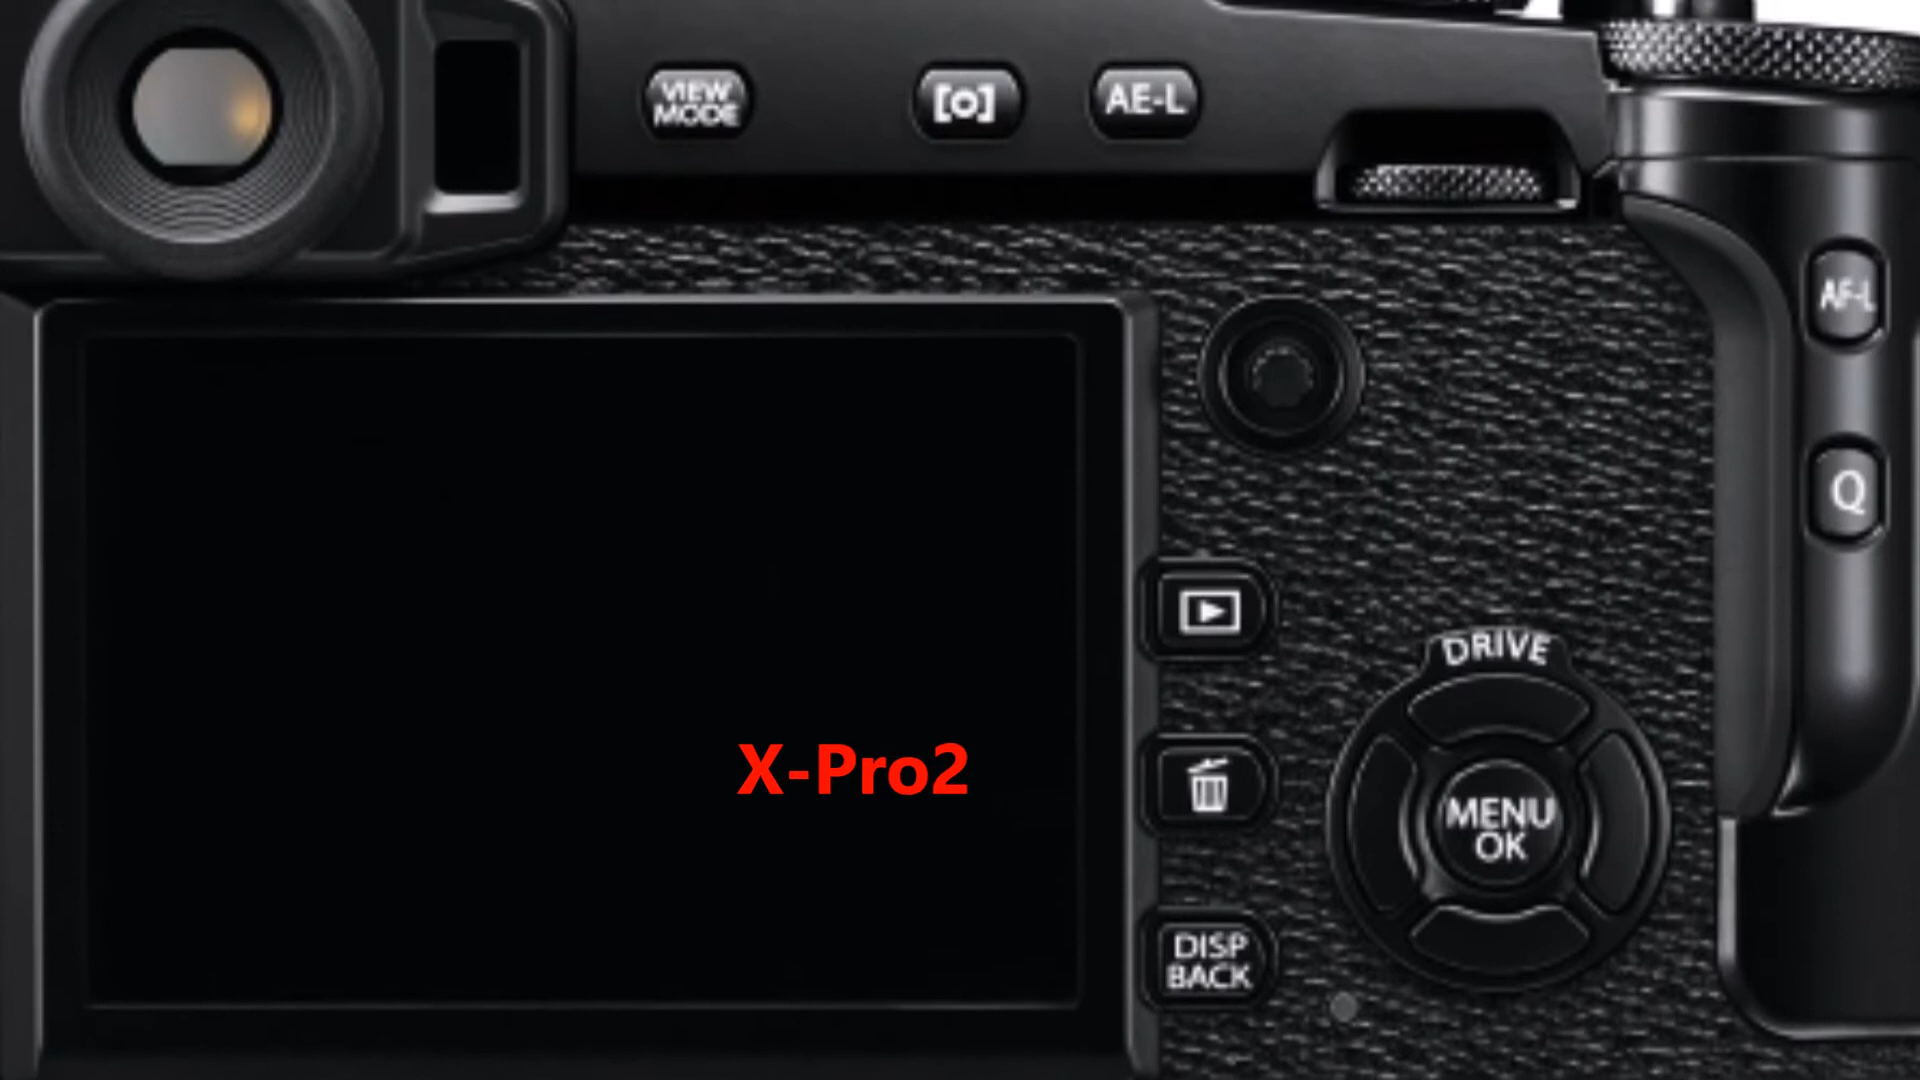 VIEW
MODE
AE-L
AF-L
Q
DRIVE
X-Pro2
MENU
OK
DISP
BACK